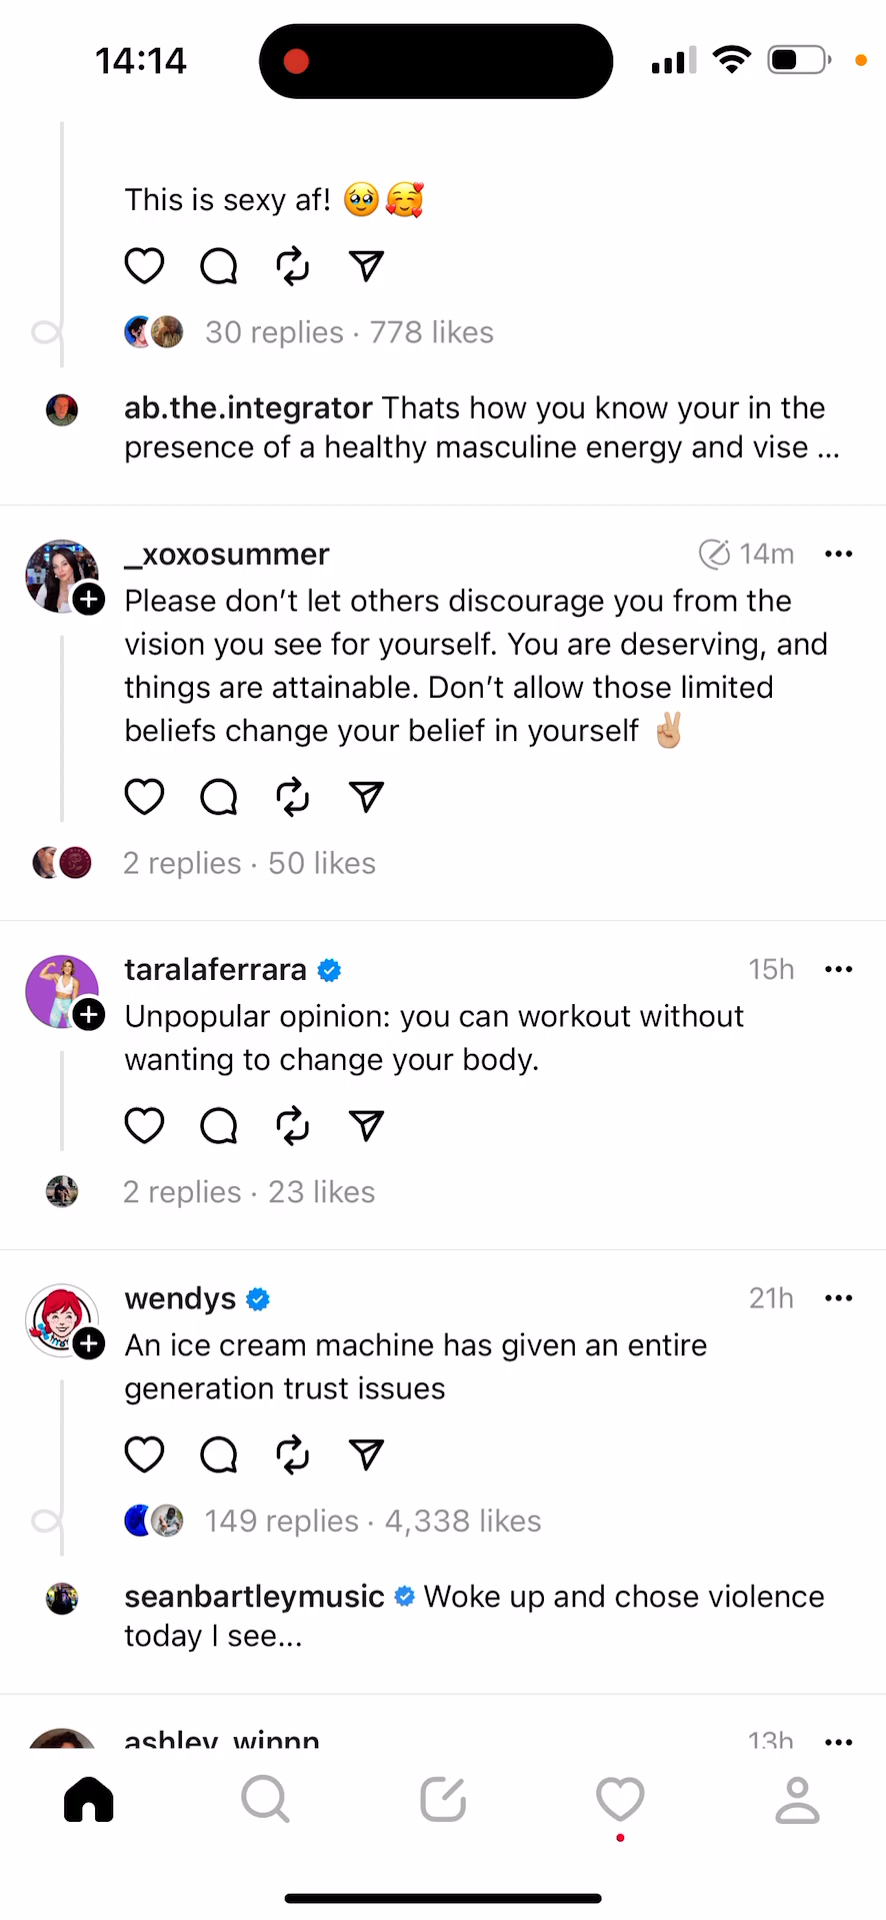 14:14
This is sexy af! 🥹🥰
30 replies · 778 likes
ab.the.integrator Thats how you know your in the
presence of a healthy masculine energy and vise ...
_xoxosummer 14m
Please don’t let others discourage you from the
vision you see for yourself. You are deserving, and
things are attainable. Don’t allow those limited
beliefs change your belief in yourself ✌🏼
2 replies · 50 likes
taralaferrara 15h
Unpopular opinion: you can workout without
wanting to change your body.
2 replies · 23 likes
wendys 21h
An ice cream machine has given an entire
generation trust issues
149 replies · 4,338 likes
seanbartleymusic Woke up and chose violence
today I see...
ashley_winnn 13h